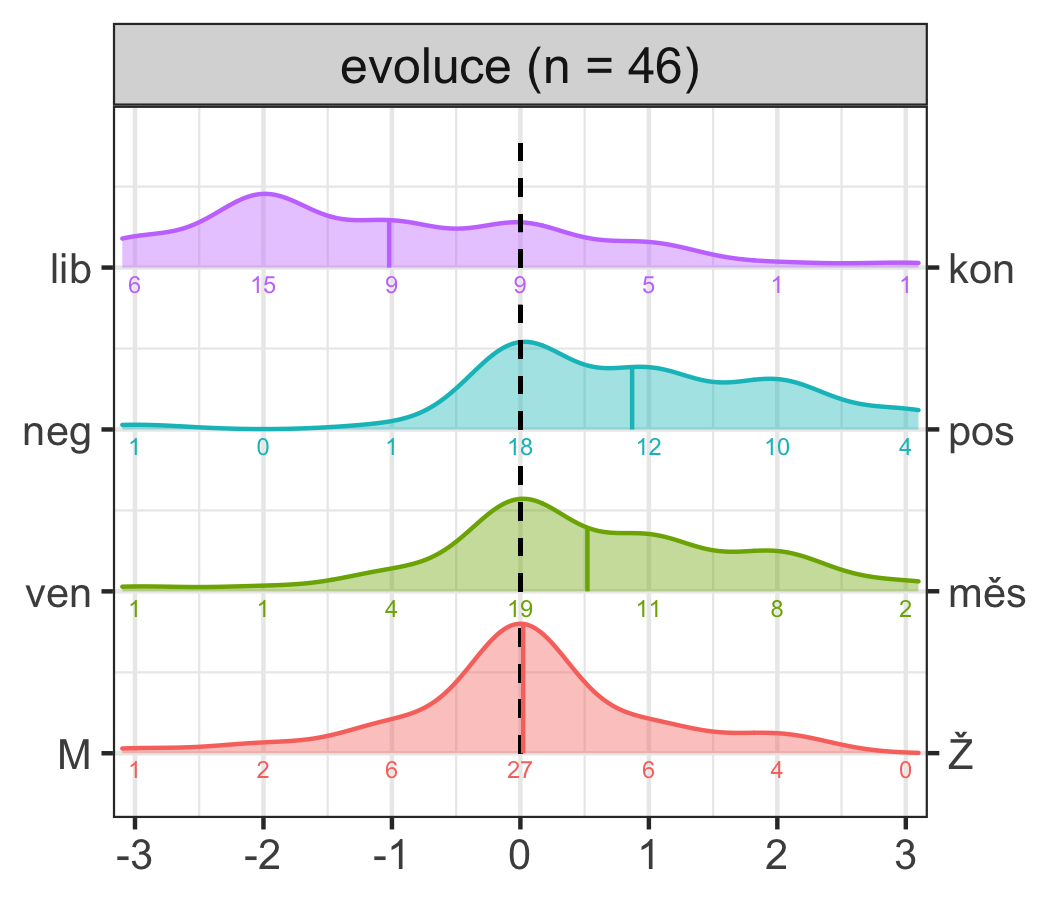 evoluce (n = 46)
lib kon
6 15 9 9 5 1 1
neg pos
1 0 1 18 12 10 4
ven měs
1 1 4 19 11 8 2
M Ž
1 2 6 27 6 4 0
-3 -2 -1 0 1 2 3